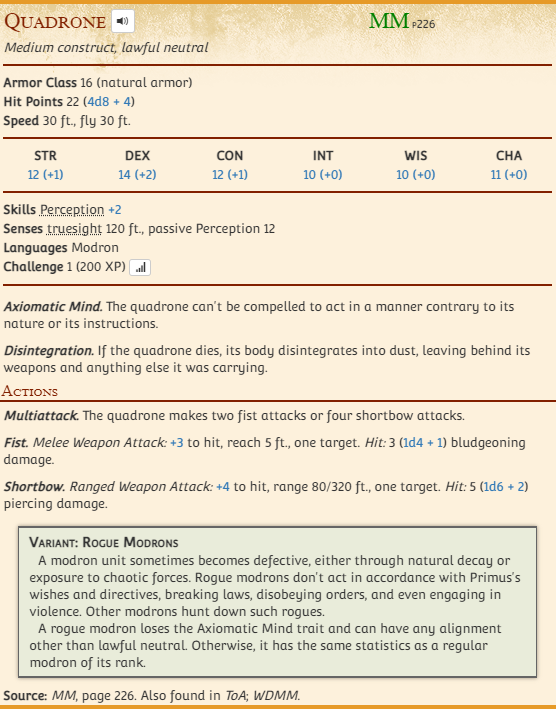 Quadrone MM p226
Medium construct, lawful neutral
Armor Class 16 (natural armor)
Hit Points 22 (4d8 + 4)
Speed 30 ft., fly 30 ft.
STR DEX CON INT WIS CHA
12 (+1) 14 (+2) 12 (+1) 10 (+0) 10 (+0) 11 (+0)
Skills Perception +2
Senses truesight 120 ft., passive Perception 12
Languages Modron
Challenge 1 (200 XP)
Axiomatic Mind. The quadrone can't be compelled to act in a manner contrary to its
nature or its instructions.
Disintegration. If the quadrone dies, its body disintegrates into dust, leaving behind its
weapons and anything else it was carrying.
Actions
Multiattack. The quadrone makes two fist attacks or four shortbow attacks.
Fist. Melee Weapon Attack: +3 to hit, reach 5 ft., one target. Hit: 3 (1d4 + 1) bludgeoning
damage.
Shortbow. Ranged Weapon Attack: +4 to hit, range 80/320 ft., one target. Hit: 5 (1d6 + 2)
piercing damage.
Variant: Rogue Modrons
A modron unit sometimes becomes defective, either through natural decay or
exposure to chaotic forces. Rogue modrons don't act in accordance with Primus's
wishes and directives, breaking laws, disobeying orders, and even engaging in
violence. Other modrons hunt down such rogues.
A rogue modron loses the Axiomatic Mind trait and can have any alignment
other than lawful neutral. Otherwise, it has the same statistics as a regular
modron of its rank.
Source: MM, page 226. Also found in ToA; WDMM.